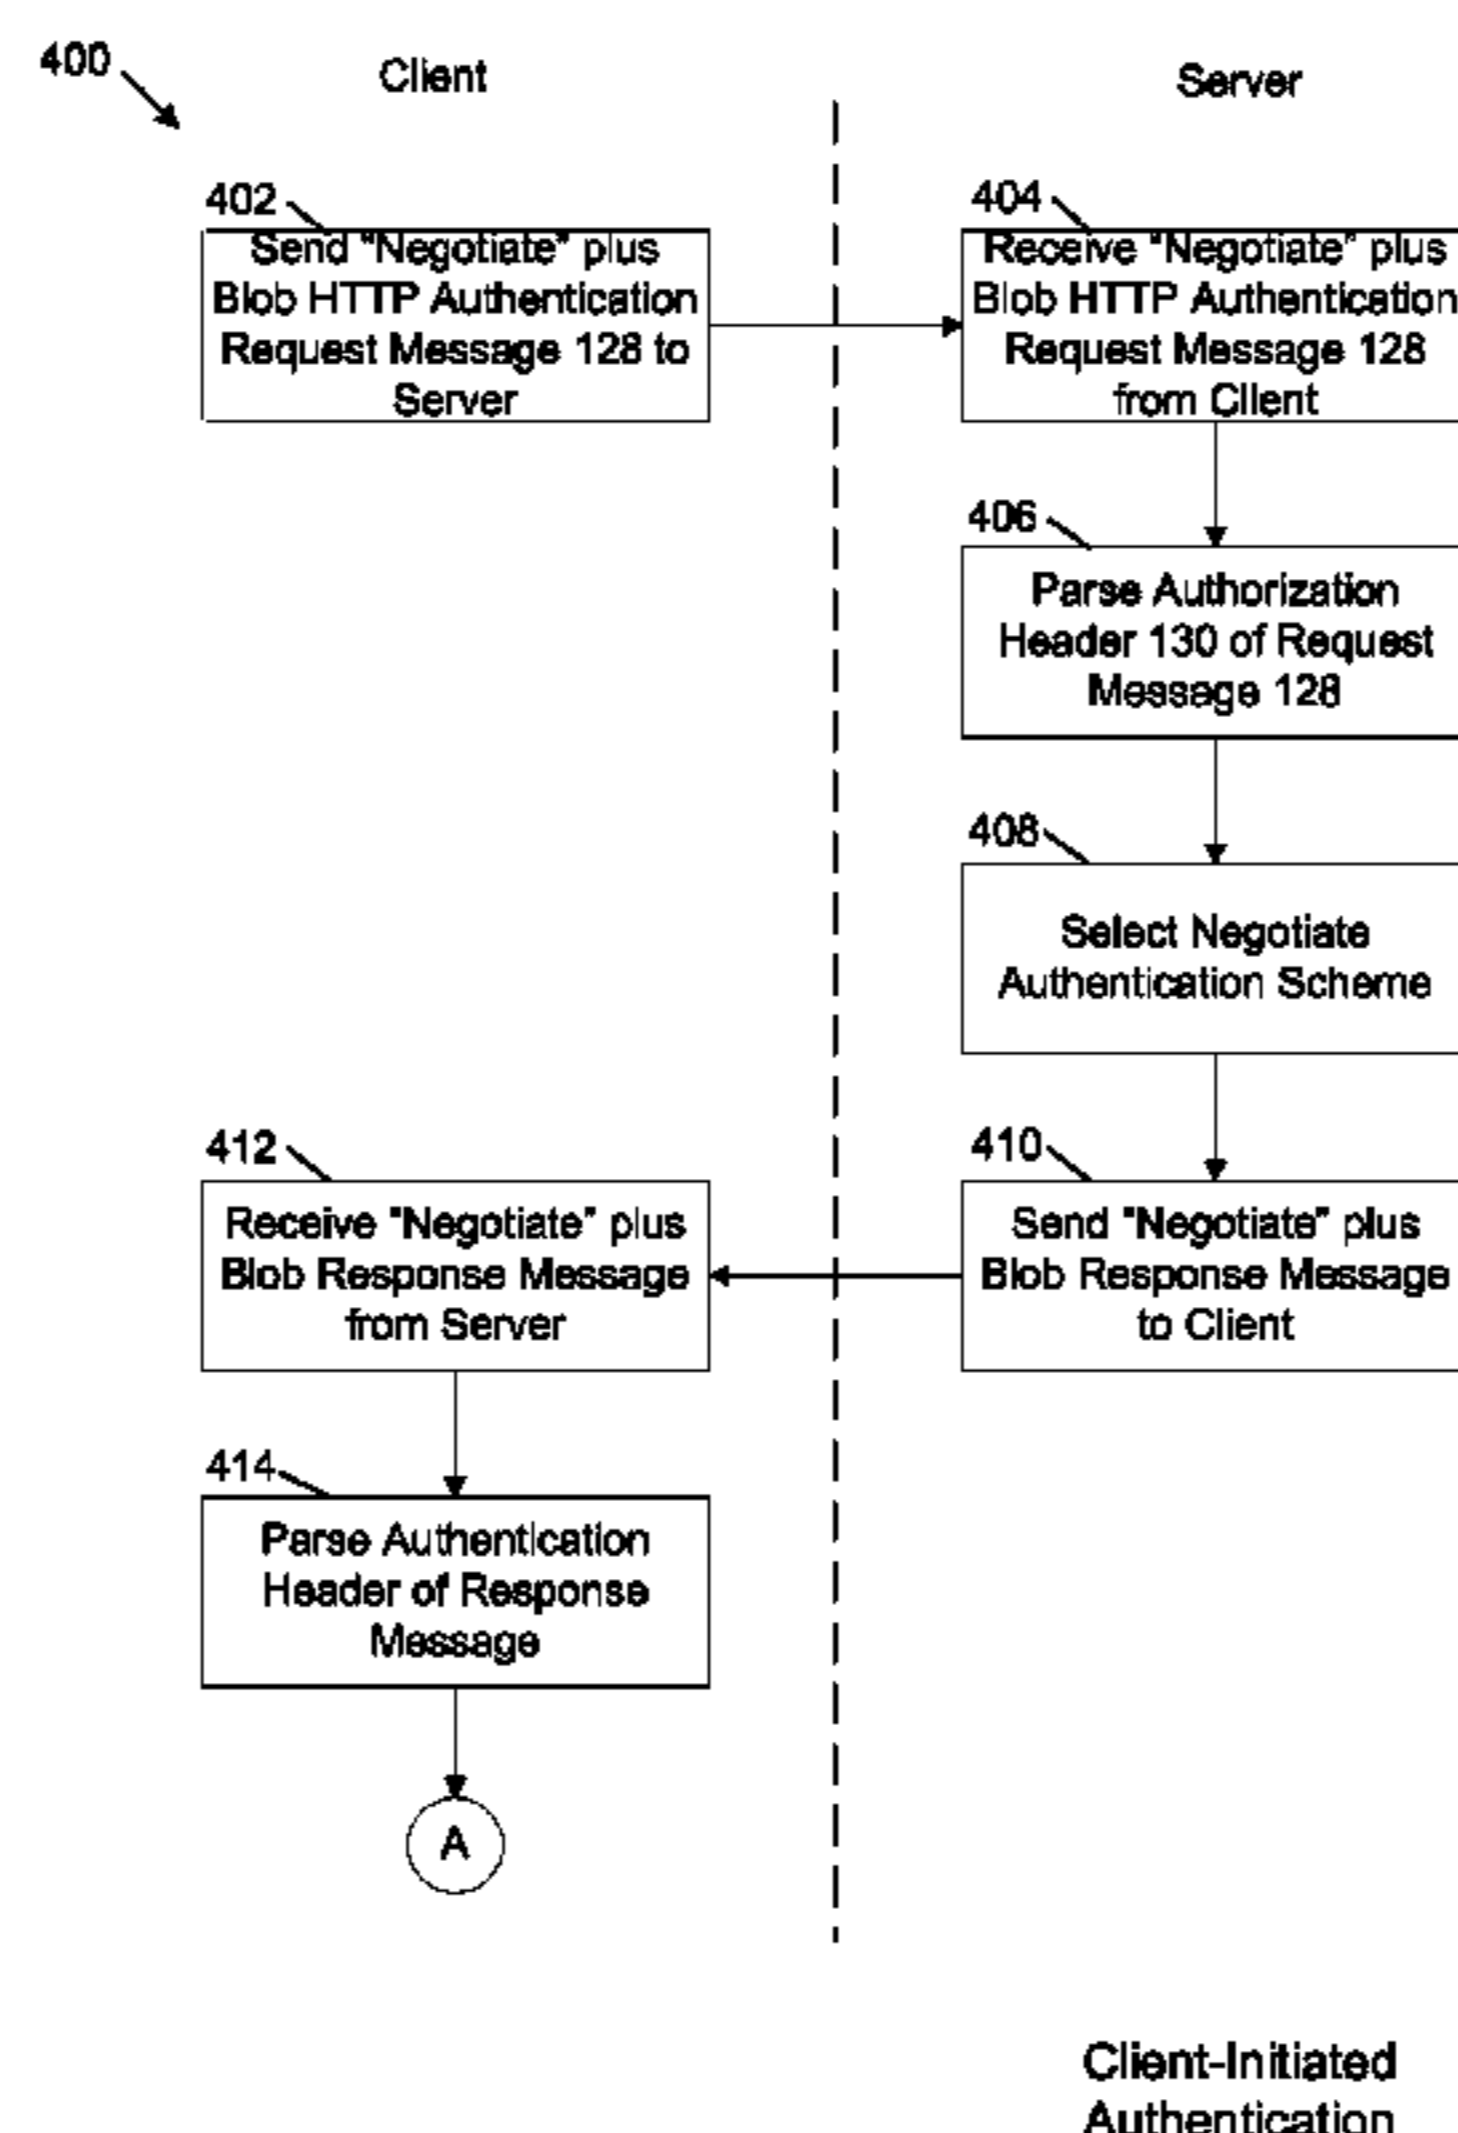 400
Client
Server
402
Send "Negotiate" plus
Blob HTTP Authentication
Request Message 128 to
Server
404
Receive "Negotiate" plus
Blob HTTP Authentication
Request Message 128
from Client
406
Parse Authorization
Header 130 of Request
Message 128
408
Select Negotiate
Authentication Scheme
410
Send "Negotiate" plus
Blob Response Message
to Client
412
Receive "Negotiate" plus
Blob Response Message
from Server
414
Parse Authentication
Header of Response
Message
A
Client-Initiated
Authentication